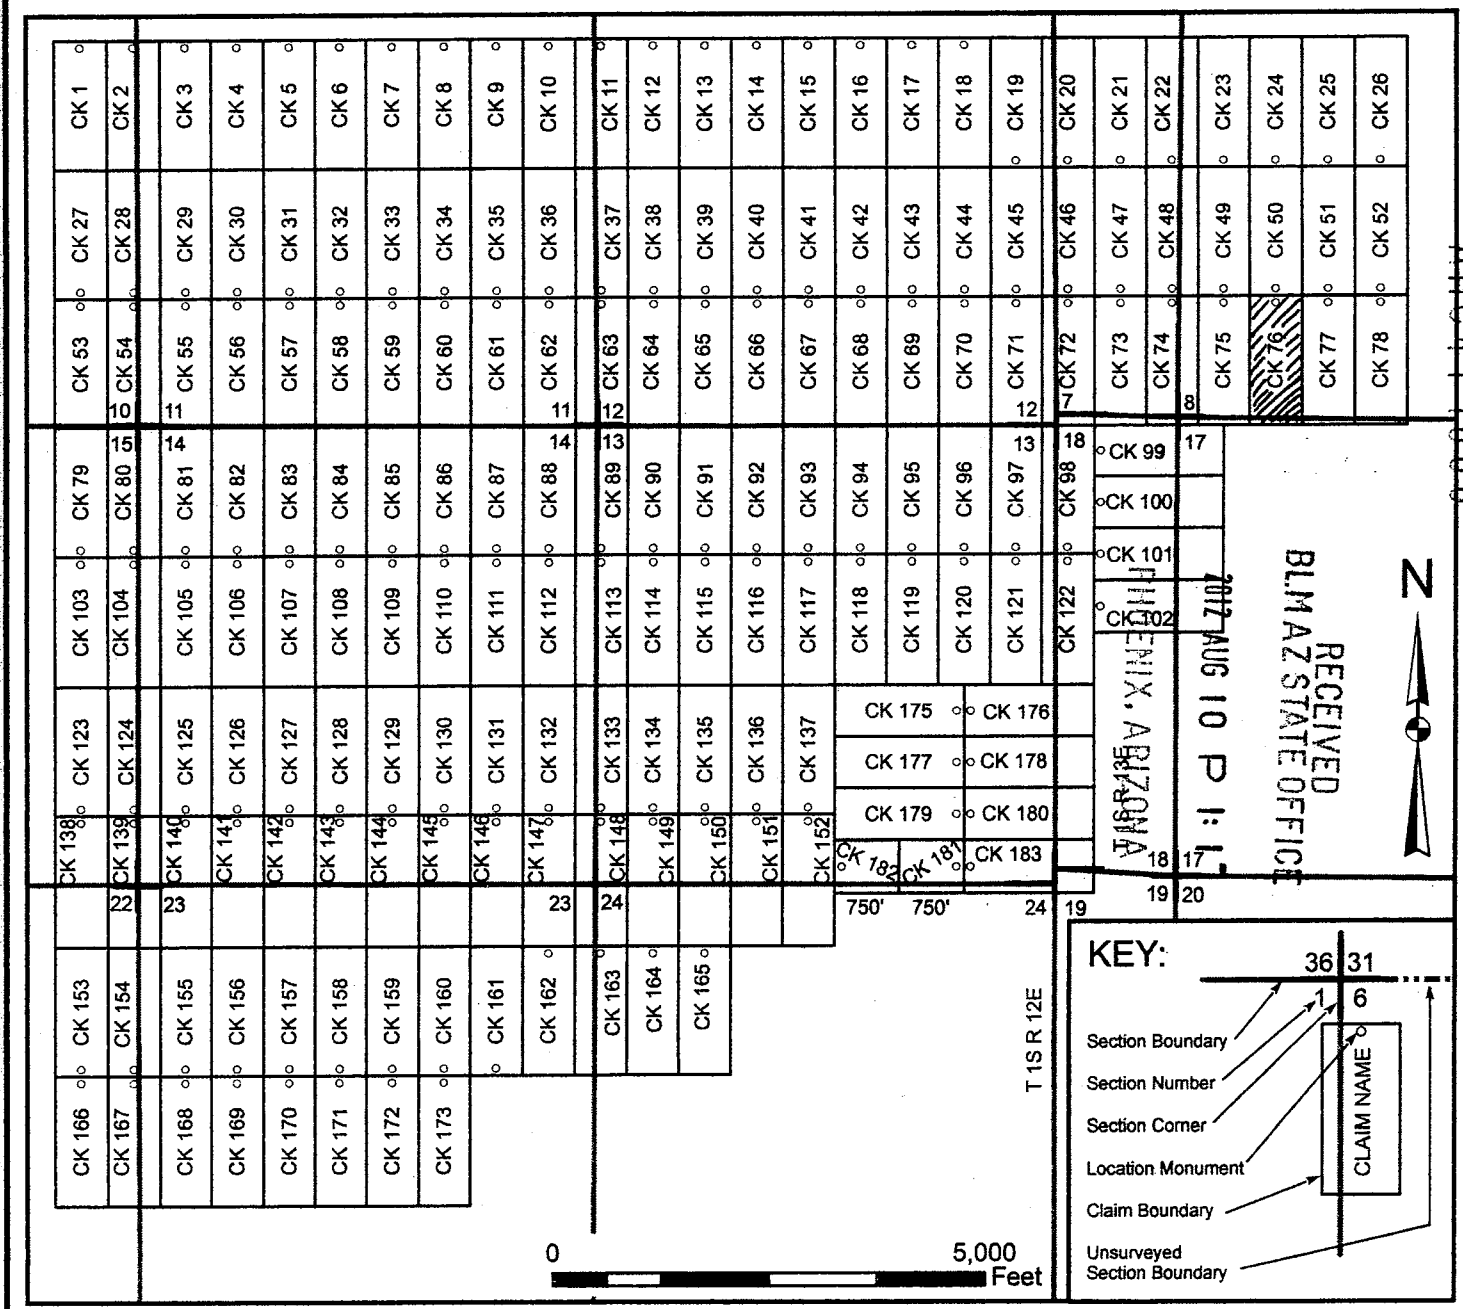 CK 1 CK 2 CK 3 CK 4 CK 5 CK 6 CK 7 CK 8 CK 9 CK 10 CK 11 CK 12 CK 13 CK 14 CK 15 CK 16 CK 17 CK 18 CK 19 CK 20 CK 21 CK 22 CK 23 CK 24 CK 25 CK 26
CK 27 CK 28 CK 29 CK 30 CK 31 CK 32 CK 33 CK 34 CK 35 CK 36 CK 37 CK 38 CK 39 CK 40 CK 41 CK 42 CK 43 CK 44 CK 45 CK 46 CK 47 CK 48 CK 49 CK 50 CK 51 CK 52
CK 53 CK 54 CK 55 CK 56 CK 57 CK 58 CK 59 CK 60 CK 61 CK 62 CK 63 CK 64 CK 65 CK 66 CK 67 CK 68 CK 69 CK 70 CK 71 CK 72 CK 73 CK 74 CK 75 CK 76 CK 77 CK 78
10 11 11 12 12 7 8
15 14 14 13 13 18 17
CK 79 CK 80 CK 81 CK 82 CK 83 CK 84 CK 85 CK 86 CK 87 CK 88 CK 89 CK 90 CK 91 CK 92 CK 93 CK 94 CK 95 CK 96 CK 97 CK 98
CK 99
CK 100
CK 101
CK 102
CK 103 CK 104 CK 105 CK 106 CK 107 CK 108 CK 109 CK 110 CK 111 CK 112 CK 113 CK 114 CK 115 CK 116 CK 117 CK 118 CK 119 CK 120 CK 121 CK 122
RECEIVED
BLM AZ STATE OFFICE
2012 AUG 10 P 1:
PHOENIX, ARIZONA
N
CK 123 CK 124 CK 125 CK 126 CK 127 CK 128 CK 129 CK 130 CK 131 CK 132 CK 133 CK 134 CK 135 CK 136 CK 137
CK 175 CK 176
CK 177 CK 178
CK 179 CK 180
T1S R 13E
CK 138 CK 139 CK 140 CK 141 CK 142 CK 143 CK 144 CK 145 CK 146 CK 147 CK 148 CK 149 CK 150 CK 151 CK 152
CK 182 CK 181 CK 183
18 17
22 23 23 24 750' 750' 24 19 19 20
CK 153 CK 154 CK 155 CK 156 CK 157 CK 158 CK 159 CK 160 CK 161 CK 162 CK 163 CK 164 CK 165
T 1S R 12E
CK 166 CK 167 CK 168 CK 169 CK 170 CK 171 CK 172 CK 173
0 5,000
Feet
KEY:
36 31
1 6
Section Boundary
Section Number
Section Corner
Location Monument
Claim Boundary
Unsurveyed
Section Boundary
CLAIM NAME